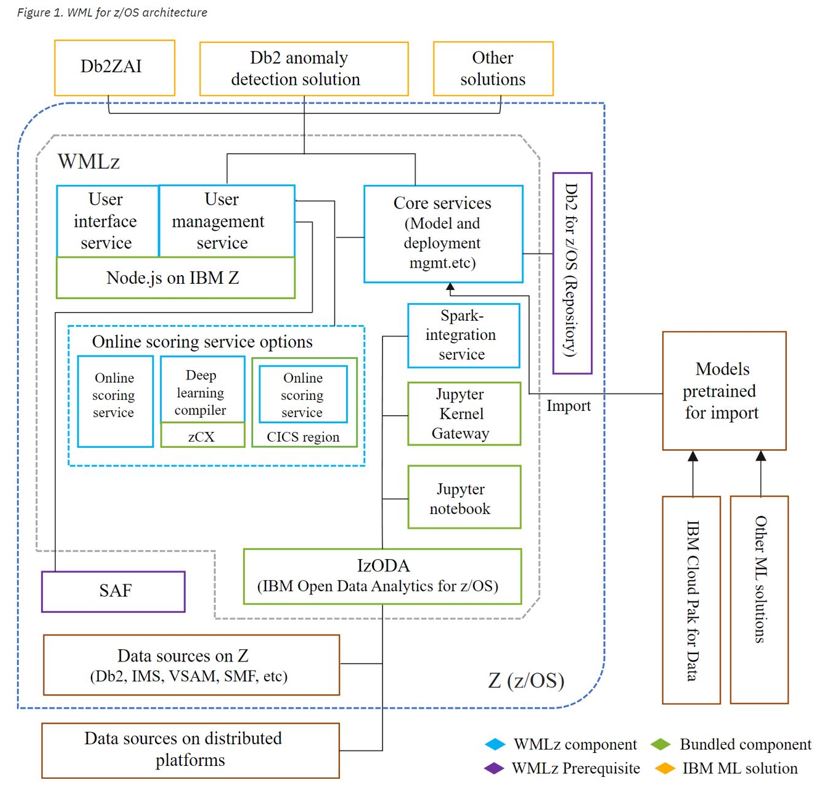 Figure 1. WML for z/OS architecture
Db2ZAI
Db2 anomaly
detection solution
Other
solutions
WMLz
User
interface
service
User
management
service
Node.js on IBM Z
Core services
(Model and
deployment
mgmt.etc)
Db2 for z/OS (Repository)
Online scoring service options
Online
scoring
service
Deep
learning
compiler
zCX
Online
scoring
service
CICS region
Spark-
integration
service
Jupyter
Kernel
Gateway
Jupyter
notebook
Import
Models
pretrained
for import
IBM Cloud Pak for Data
Other ML solutions
IzODA
(IBM Open Data Analytics for z/OS)
SAF
Data sources on Z
(Db2, IMS, VSAM, SMF, etc)
Z (z/OS)
Data sources on distributed
platforms
WMLz component
Bundled component
WMLz Prerequisite
IBM ML solution